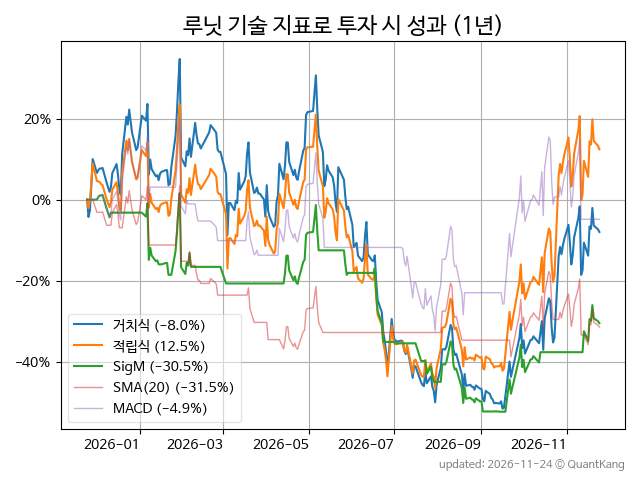 루닛 기술 지표로 투자 시 성과 (1년)
20%
0%
−20%
−40%
거치식 (−8.0%)
적립식 (12.5%)
SigM (−30.5%)
SMA(20) (−31.5%)
MACD (−4.9%)
2026-01
2026-03
2026-05
2026-07
2026-09
2026-11
updated: 2026-11-24 © QuantKang